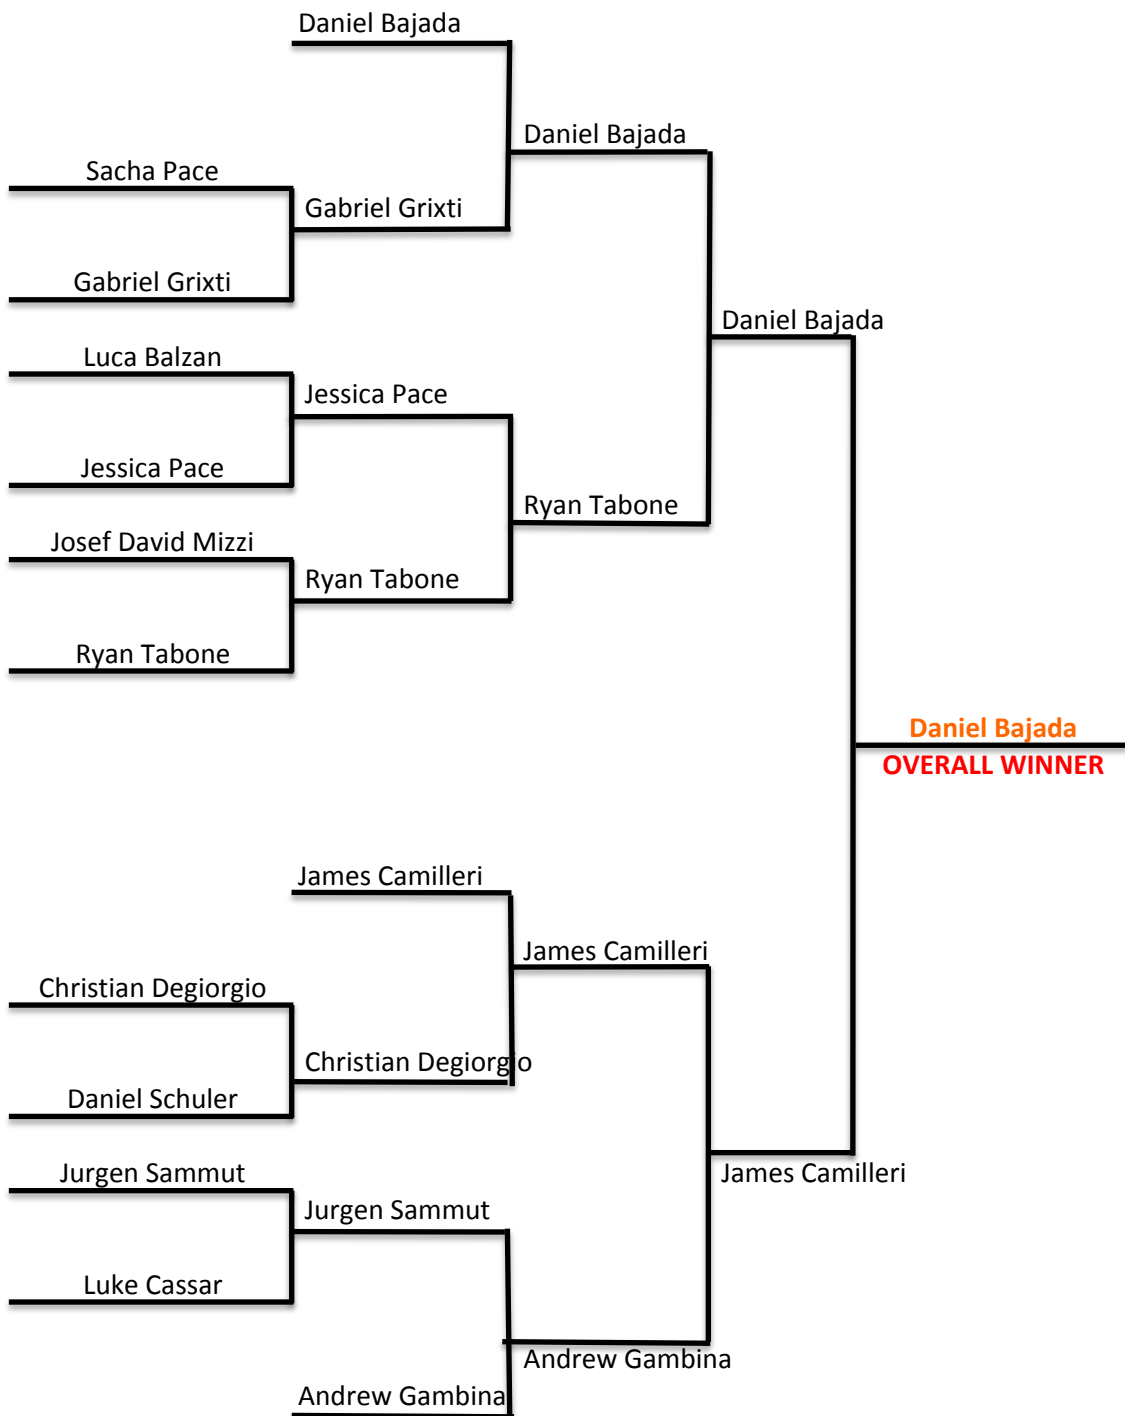 Daniel Bajada
Daniel Bajada
Sacha Pace
Gabriel Grixti
Gabriel Grixti
Daniel Bajada
Luca Balzan
Jessica Pace
Jessica Pace
Ryan Tabone
Josef David Mizzi
Ryan Tabone
Ryan Tabone
Daniel Bajada
OVERALL WINNER
James Camilleri
James Camilleri
Christian Degiorgio
Christian Degiorgio
Daniel Schuler
Jurgen Sammut
James Camilleri
Jurgen Sammut
Luke Cassar
Andrew Gambina
Andrew Gambina